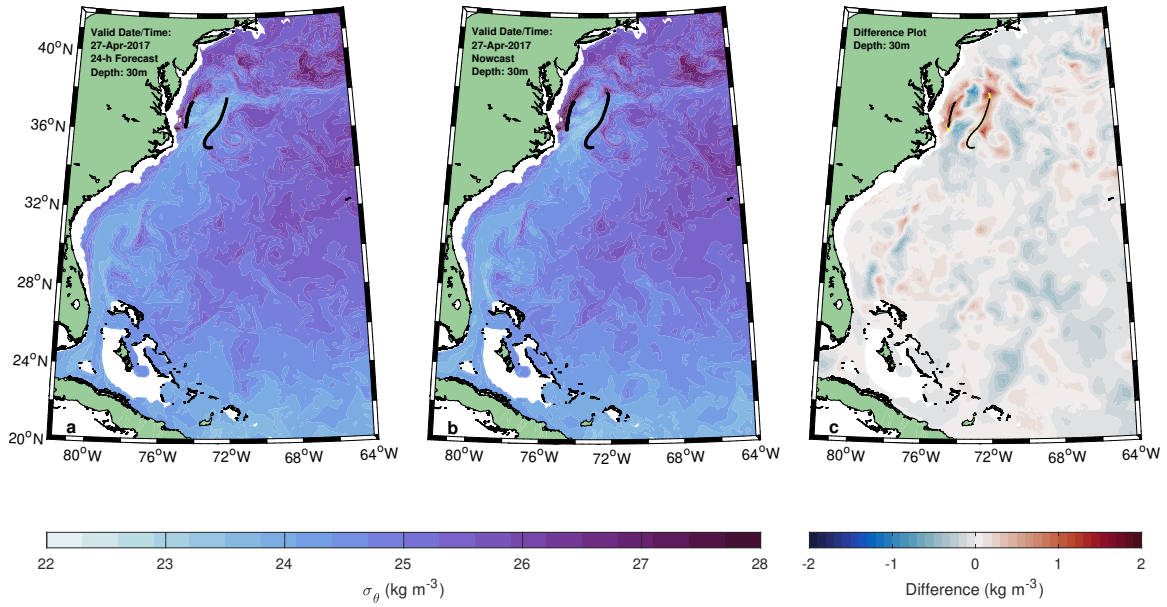 Valid Date/Time:
27-Apr-2017
24-h Forecast
Depth: 30m
Valid Date/Time:
27-Apr-2017
Nowcast
Depth: 30m
Difference Plot
Depth: 30m
40°N
36°N
32°N
28°N
24°N
20°N
a
b
c
80°W 76°W 72°W 68°W 64°W
80°W 76°W 72°W 68°W 64°W
80°W 76°W 72°W 68°W 64°W
22 23 24 25 26 27 28
σθ (kg m-3)
-2 -1 0 1 2
Difference (kg m-3)